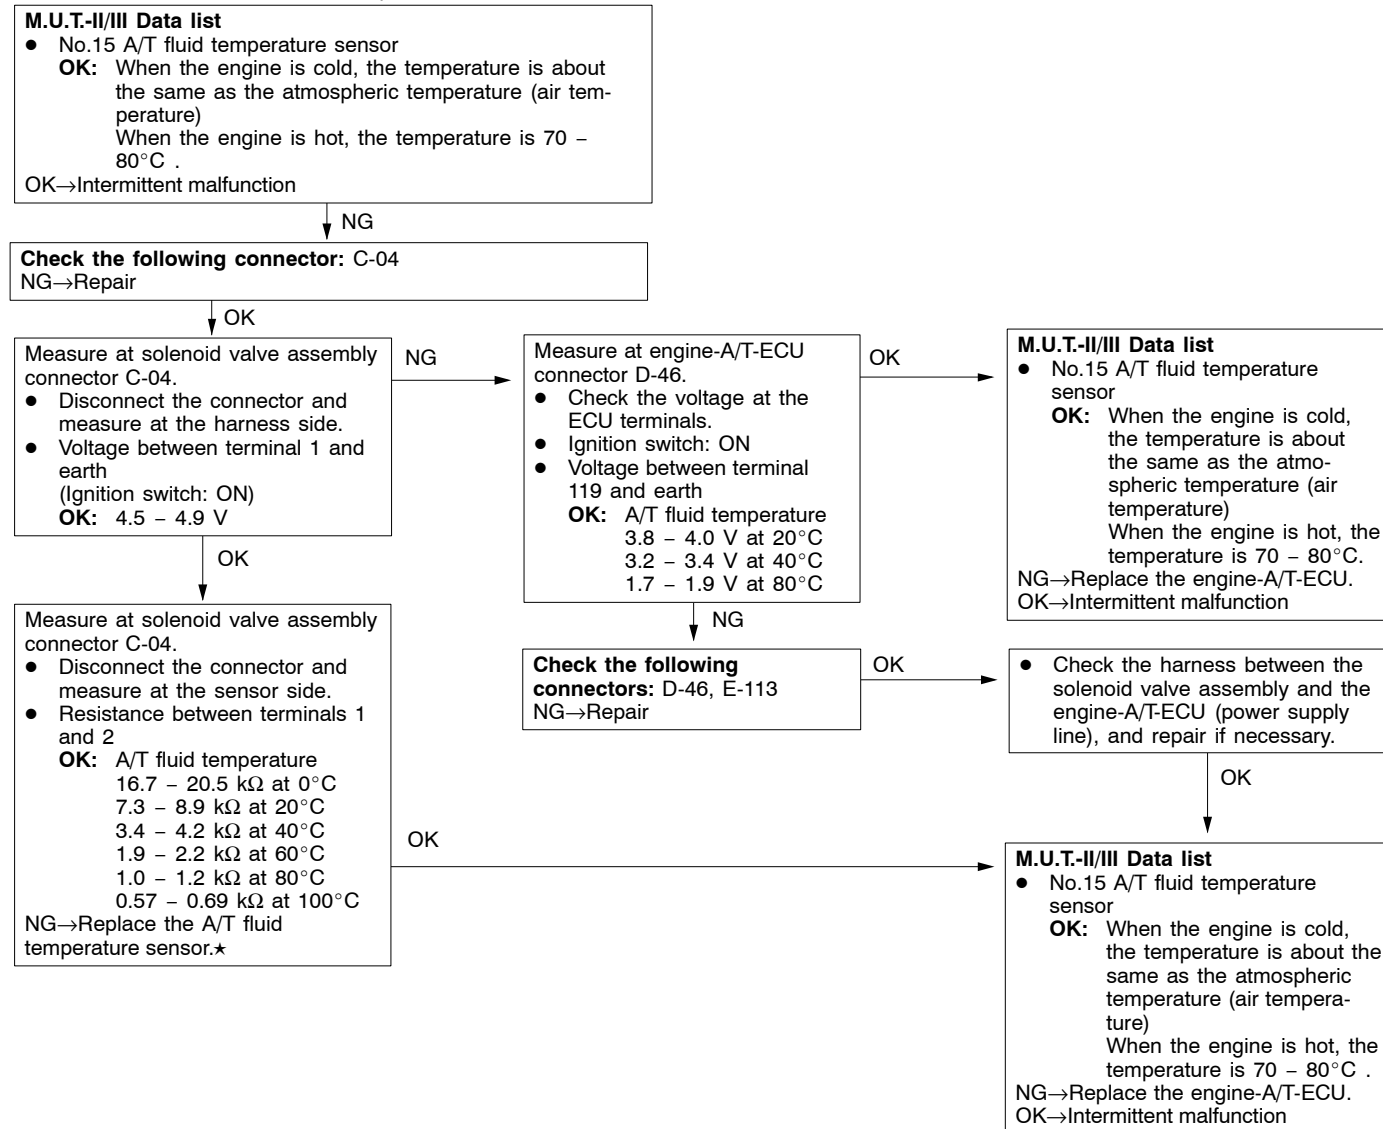 M.U.T.-II/III Data list
● No.15 A/T fluid temperature sensor
OK: When the engine is cold, the temperature is about
the same as the atmospheric temperature (air tem-
perature)
When the engine is hot, the temperature is 70 –
80°C .
OK→Intermittent malfunction
NG
Check the following connector: C-04
NG→Repair
OK
Measure at solenoid valve assembly
connector C-04.
● Disconnect the connector and
measure at the harness side.
● Voltage between terminal 1 and
earth
(Ignition switch: ON)
OK: 4.5 – 4.9 V
NG
OK
Measure at solenoid valve assembly
connector C-04.
● Disconnect the connector and
measure at the sensor side.
● Resistance between terminals 1
and 2
OK: A/T fluid temperature
16.7 – 20.5 kΩ at 0°C
7.3 – 8.9 kΩ at 20°C
3.4 – 4.2 kΩ at 40°C
1.9 – 2.2 kΩ at 60°C
1.0 – 1.2 kΩ at 80°C
0.57 – 0.69 kΩ at 100°C
NG→Replace the A/T fluid
temperature sensor.★
OK
Measure at engine-A/T-ECU
connector D-46.
● Check the voltage at the
ECU terminals.
● Ignition switch: ON
● Voltage between terminal
119 and earth
OK: A/T fluid temperature
3.8 – 4.0 V at 20°C
3.2 – 3.4 V at 40°C
1.7 – 1.9 V at 80°C
OK
NG
Check the following
connectors: D-46, E-113
NG→Repair
OK
M.U.T.-II/III Data list
● No.15 A/T fluid temperature
sensor
OK: When the engine is cold,
the temperature is about
the same as the atmo-
spheric temperature (air
temperature)
When the engine is hot, the
temperature is 70 – 80°C.
NG→Replace the engine-A/T-ECU.
OK→Intermittent malfunction
● Check the harness between the
solenoid valve assembly and the
engine-A/T-ECU (power supply
line), and repair if necessary.
OK
M.U.T.-II/III Data list
● No.15 A/T fluid temperature
sensor
OK: When the engine is cold,
the temperature is about the
same as the atmospheric
temperature (air tempera-
ture)
When the engine is hot, the
temperature is 70 – 80°C .
NG→Replace the engine-A/T-ECU.
OK→Intermittent malfunction